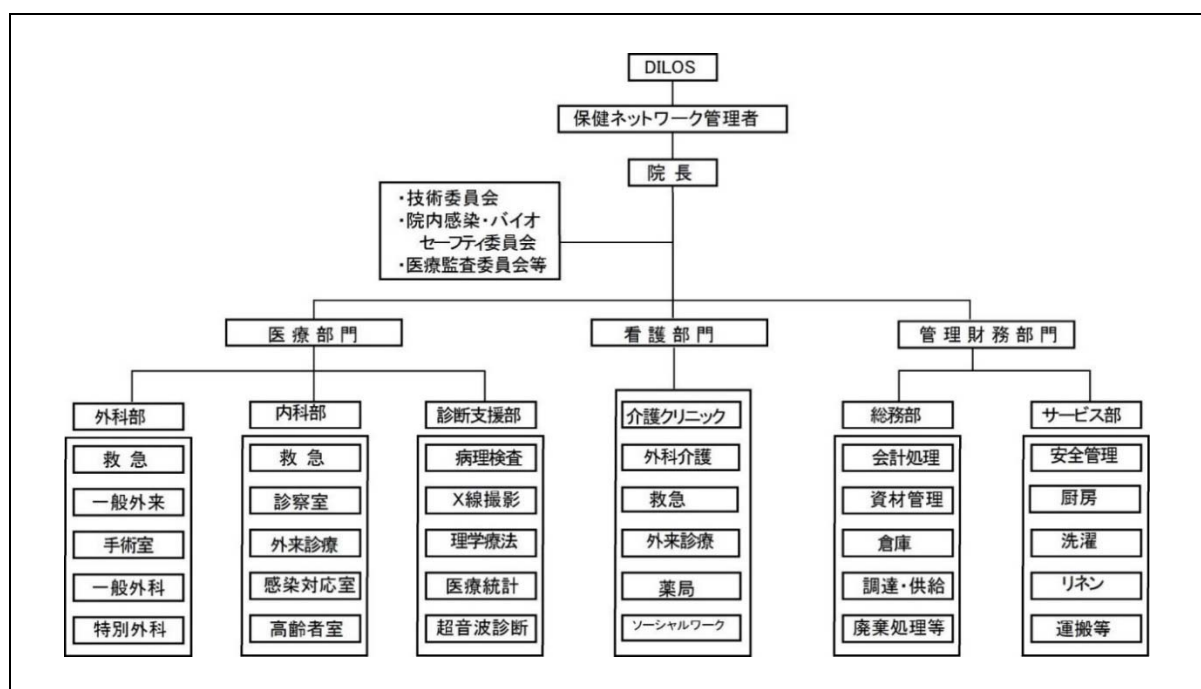 DILOS
保健ネットワーク管理者
院長
・技術委員会
・院内感染・バイオ
セーフティ委員会
・医療監査委員会等
医療部門
看護部門
管理財務部門
外科部
内科部
診断支援部
総務部
サービス部
救急
一般外来
手術室
一般外科
特別外科
救急
診察室
外来診療
感染対応室
高齢者室
病理検査
X線撮影
理学療法
医療統計
超音波診断
介護クリニック
外科介護
救急
外来診療
薬局
ソーシャルワーク
会計処理
資材管理
倉庫
調達・供給
廃棄処理等
安全管理
厨房
洗濯
リネン
運搬等